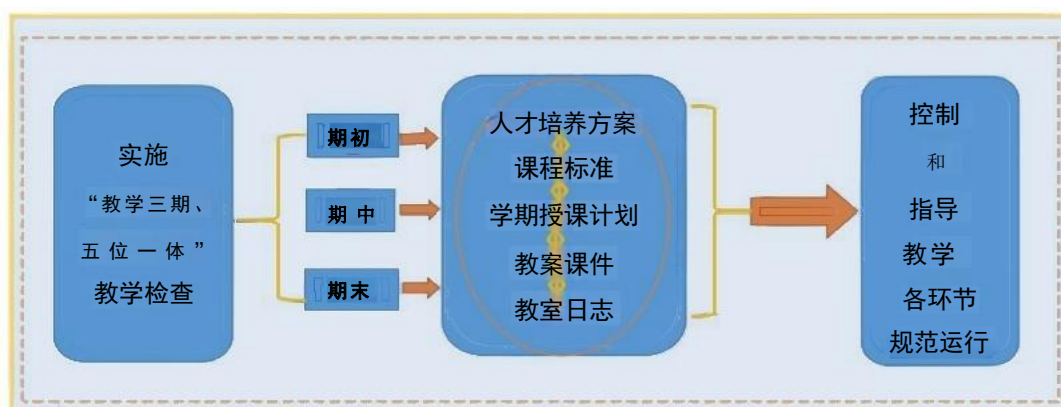 实施
“教学三期、
五位一体”
教学检查
期初
期中
期末
人才培养方案
课程标准
学期授课计划
教案课件
教室日志
控制
和
指导
教学
各环节
规范运行